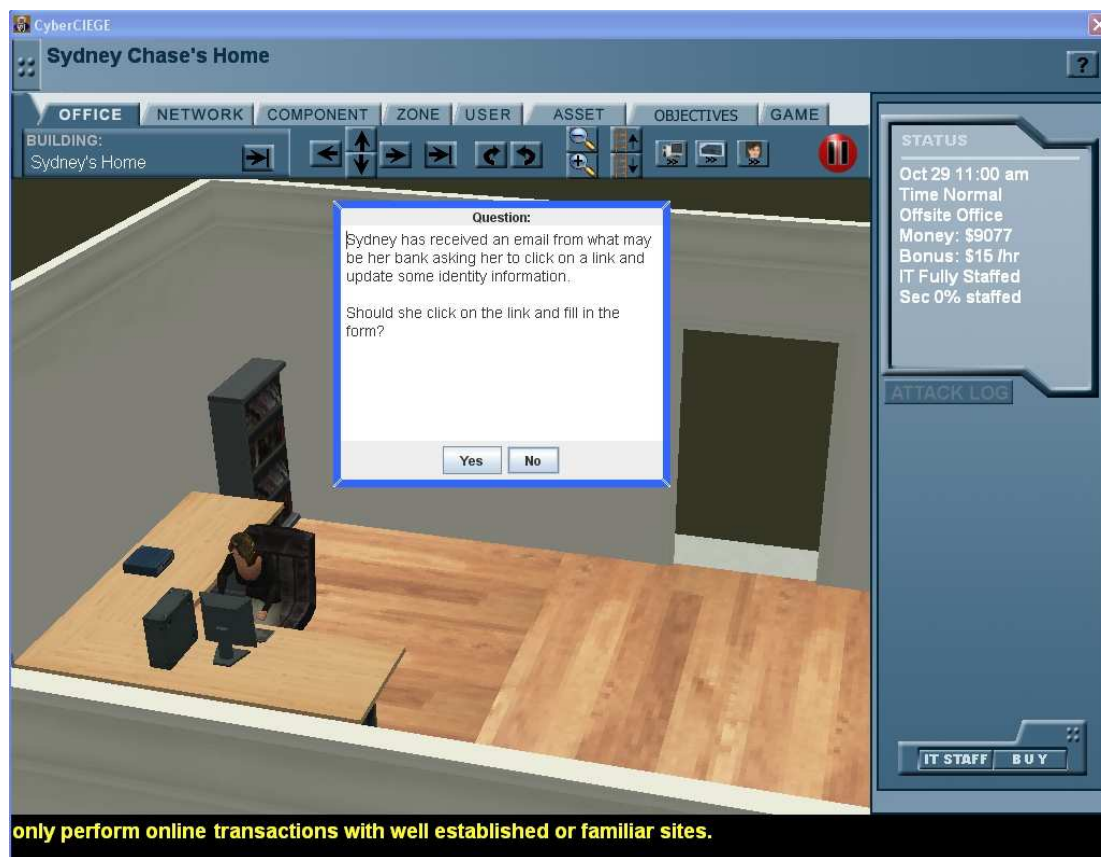 CyberCIEGE
Sydney Chase's Home
?
OFFICE NETWORK COMPONENT ZONE USER ASSET OBJECTIVES GAME
BUILDING:
Sydney's Home
Question:
Sydney has received an email from what may
be her bank asking her to click on a link and
update some identity information.
Should she click on the link and fill in the
form?
Yes No
STATUS
Oct 29 11:00 am
Time Normal
Offsite Office
Money: $9077
Bonus: $15 /hr
IT Fully Staffed
Sec 0% staffed
ATTACK LOG
IT STAFF BUY
only perform online transactions with well established or familiar sites.